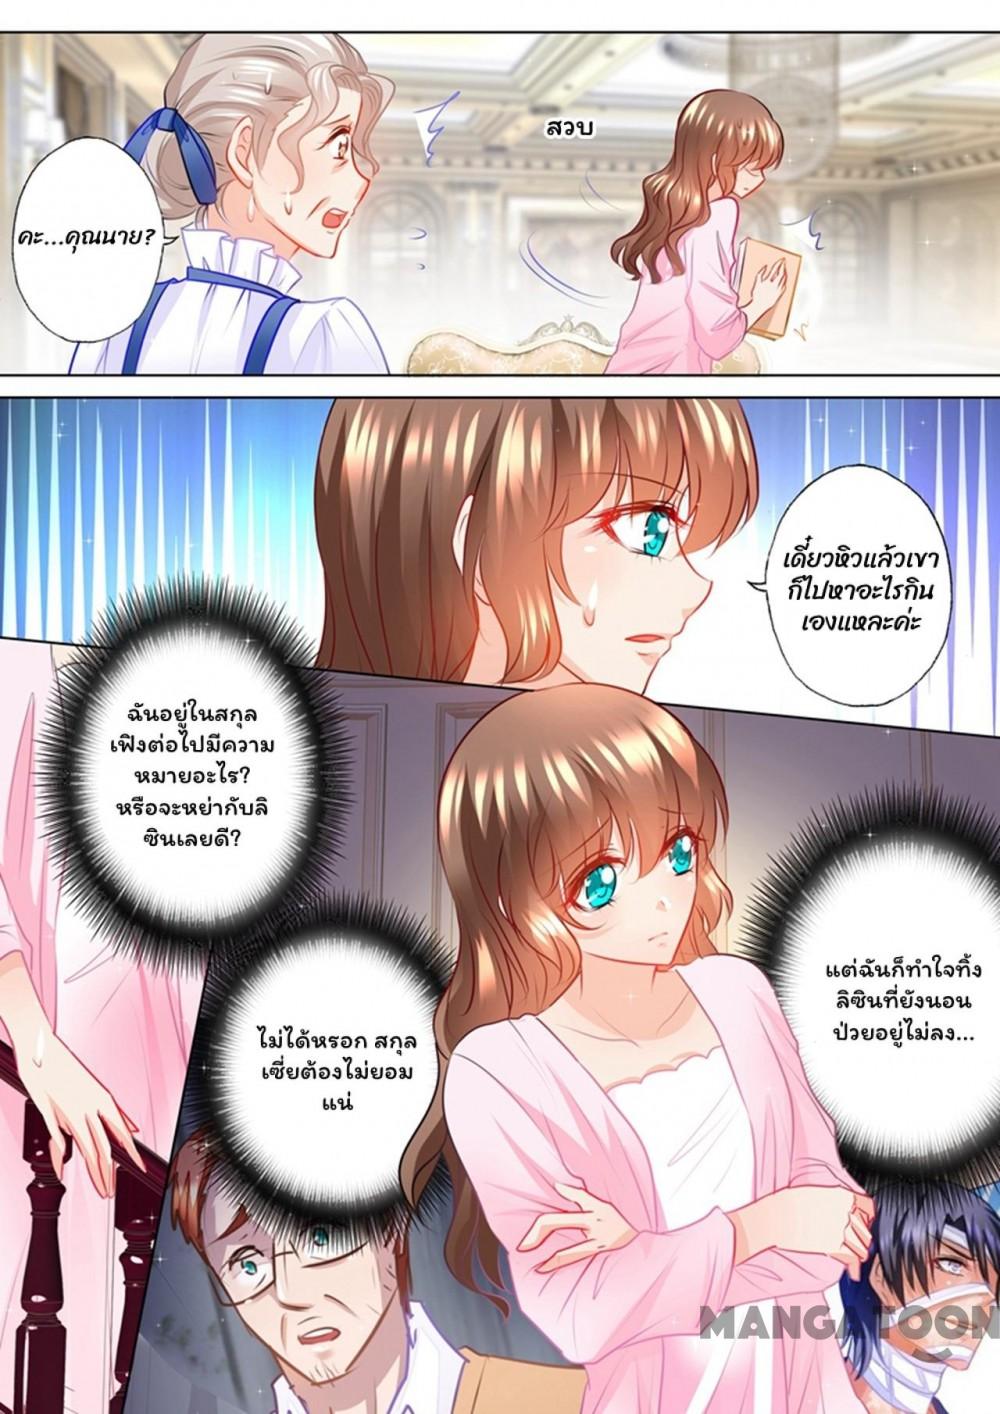 สวบ
คะ...คุณนาย?
เดี๋ยวหิวแล้วเขา
ก็ไปหาอะไรกิน
เองแหละค่ะ
ฉันอยู่ในสกุล
เฟิงต่อไปมีความ
หมายอะไร?
หรือจะหย่ากับลิ
ซินเลยดี?
ไม่ได้หรอก สกุล
เซี่ยต้องไม่ยอม
แน่
แต่ฉันก็ทำใจทิ้ง
ลิซินที่ยังนอน
ป่วยอยู่ไม่ลง...
MANGATOON